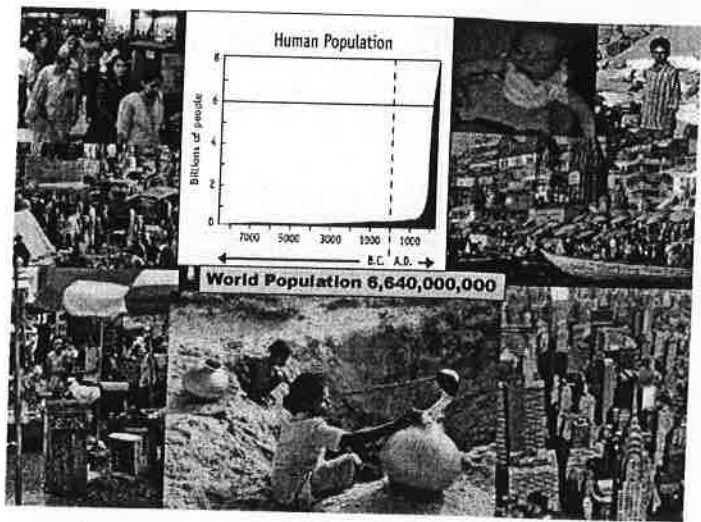 Human Population
Billions of people
8
6
4
2
0
7000 5000 3000 1000 1000
B.C. A.D.
World Population 6,640,000,000